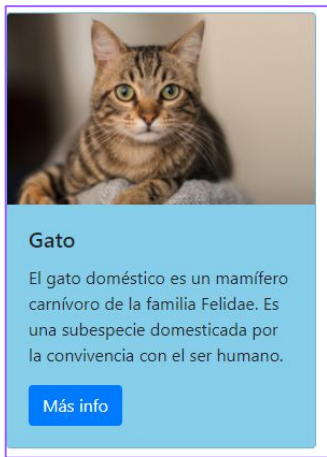 Gato
El gato doméstico es un mamífero
carnívoro de la familia Felidae. Es
una subespecie domesticada por
la convivencia con el ser humano.
Más info